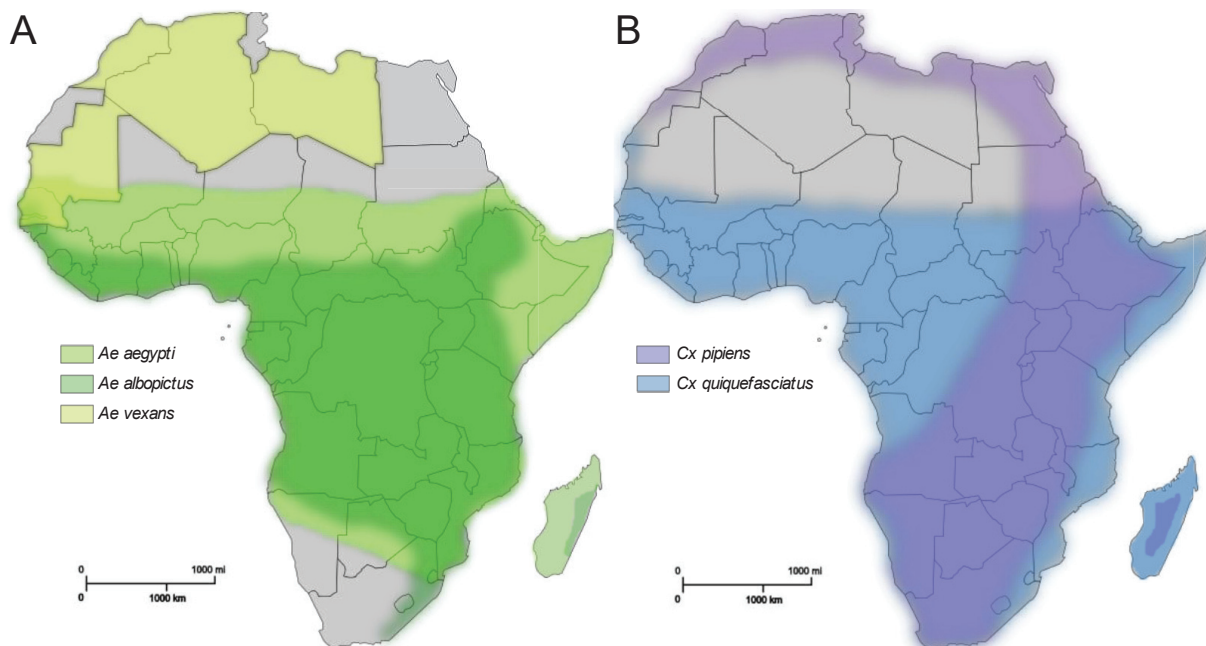 A
Ae aegypti
Ae albopictus
Ae vexans
0
1000 mi
0
1000 km
B
Cx pipiens
Cx quiquefasciatus
0
1000 mi
0
1000 km